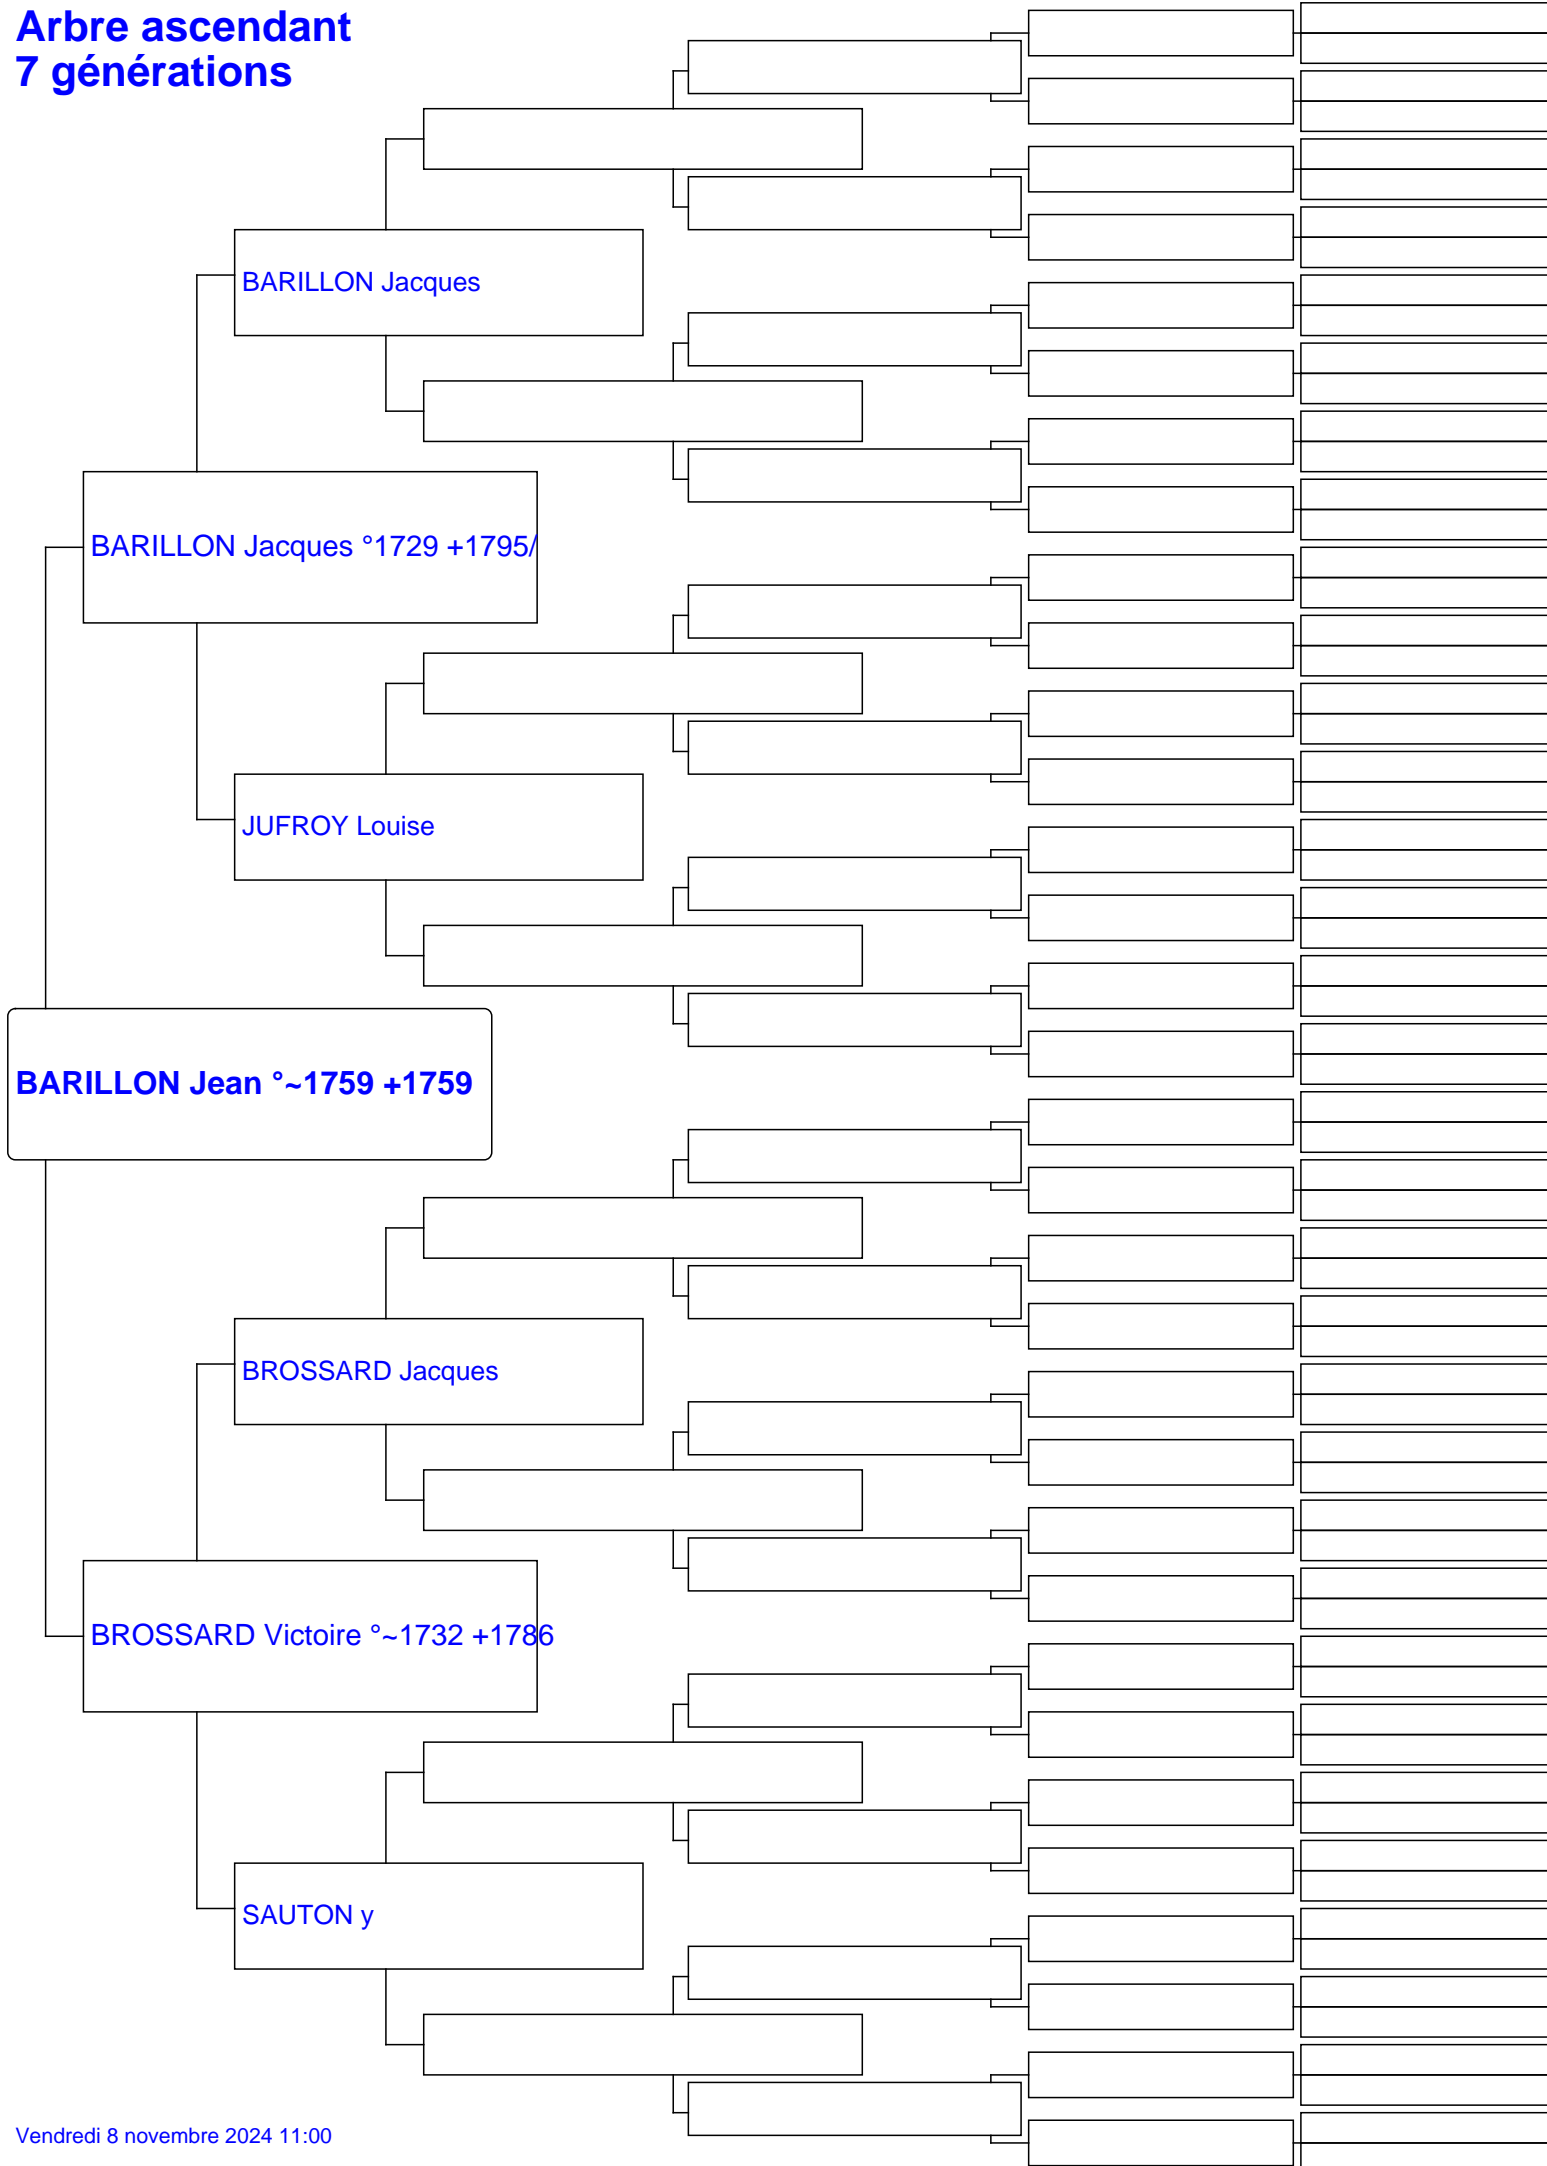 Arbre ascendant
7 générations
BARILLON Jacques
BARILLON Jacques °1729 +1795/
JUFROY Louise
BARILLON Jean °~1759 +1759
BROSSARD Jacques
BROSSARD Victoire °~1732 +1786
SAUTON y
Vendredi 8 novembre 2024 11:00